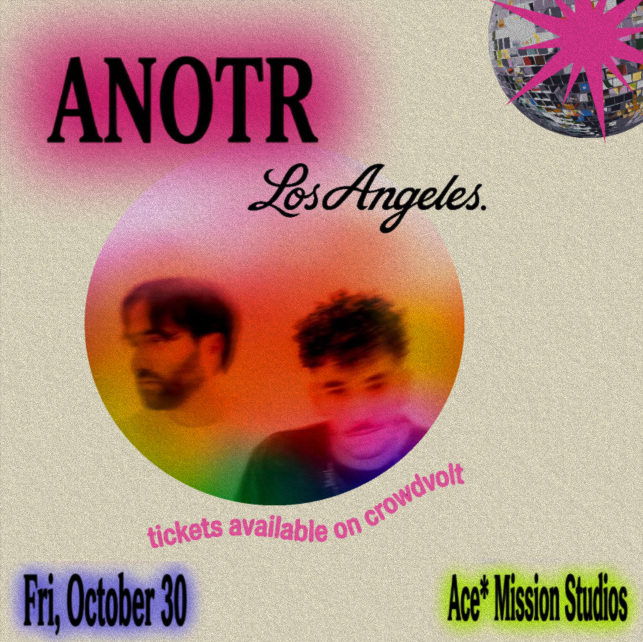 ANOTR
Los Angeles.
tickets available on crowdvolt
Fri, October 30
Ace* Mission Studios